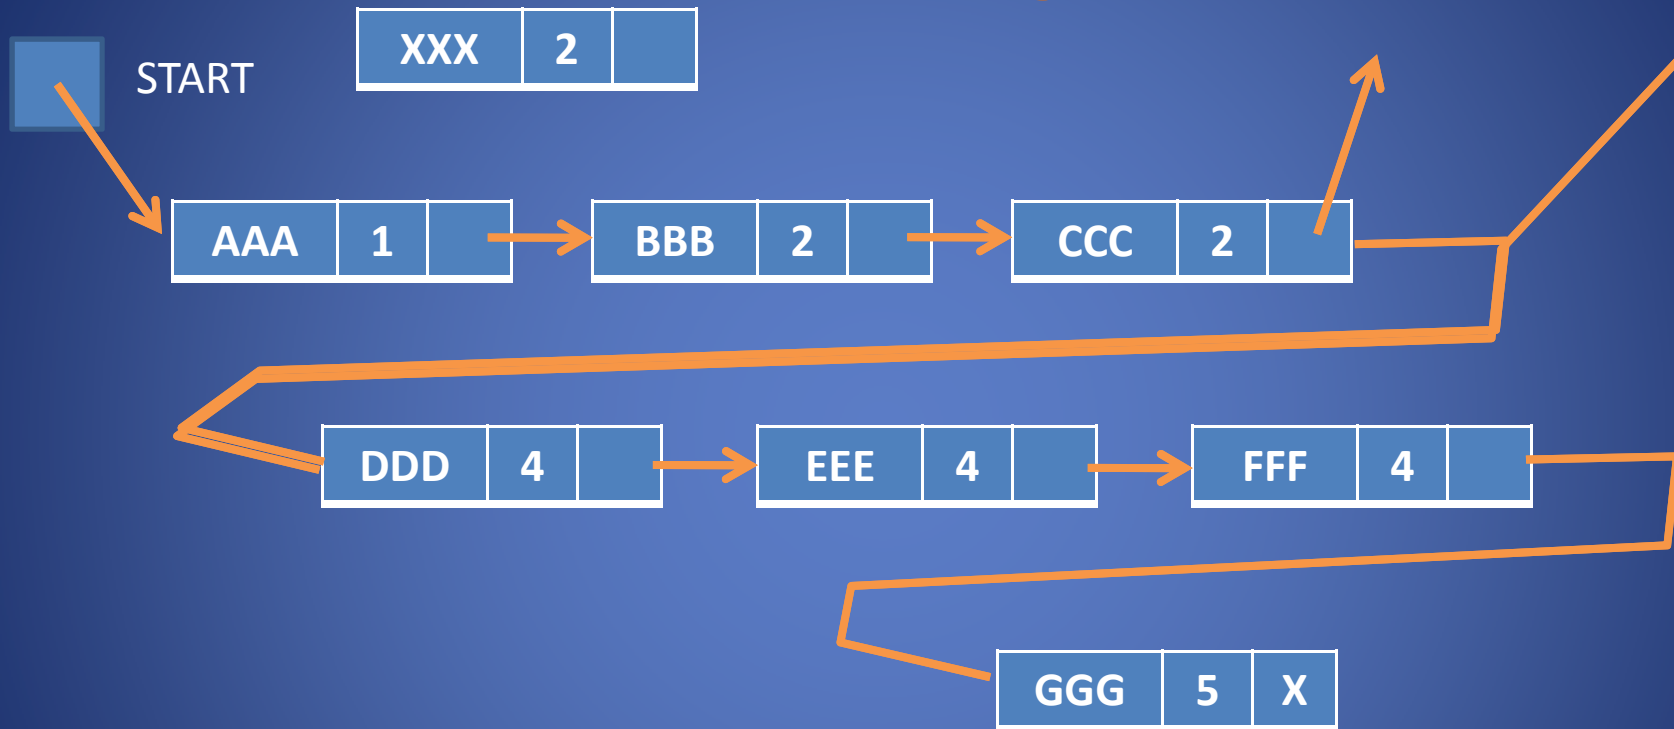 XXX 2
START
AAA 1 BBB 2 CCC 2
DDD 4 EEE 4 FFF 4
GGG 5 X